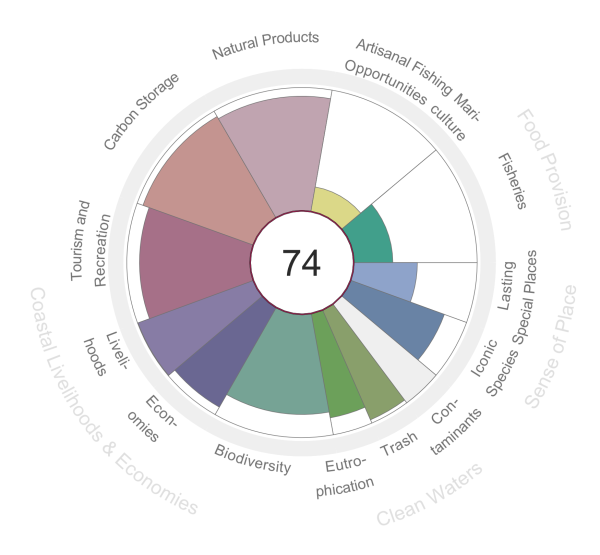 Natural Products
Artisanal Fishing
Opportunities
Mari-
culture
Fisheries
Food Provision
Lasting
Special Places
Iconic
Species
Sense of Place
Con-
taminants
Trash
Eutro-
phication
Clean Waters
Biodiversity
Econ-
omies
Liveli-
hoods
Coastal Livelihoods & Economies
Tourism and
Recreation
Carbon Storage
74